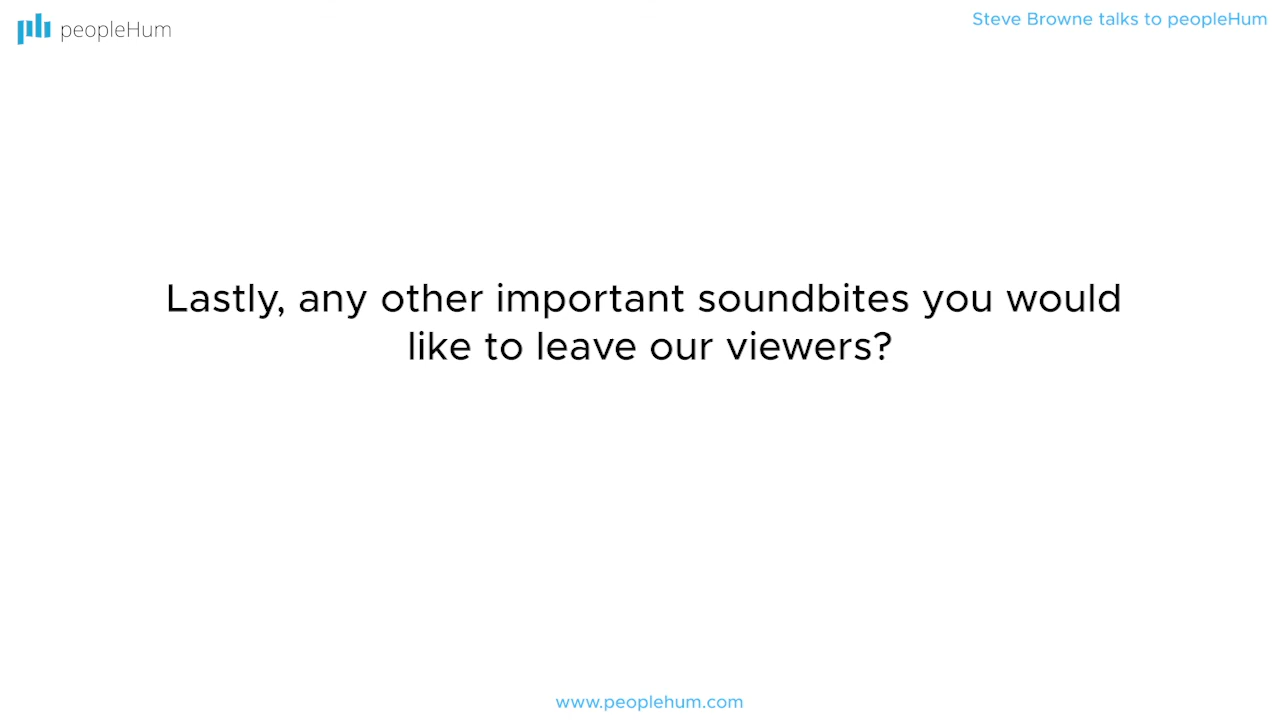 peopleHum
Steve Browne talks to peopleHum
Lastly, any other important soundbites you would
like to leave our viewers?
www.peoplehum.com